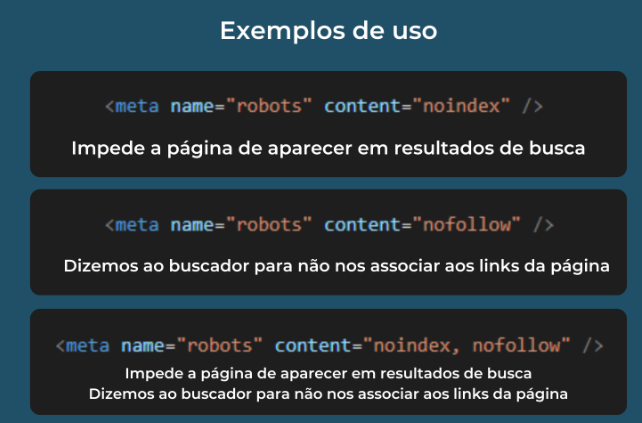 Exemplos de uso
<meta name="robots" content="noindex" />
Impede a página de aparecer em resultados de busca
<meta name="robots" content="nofollow" />
Dizemos ao buscador para não nos associar aos links da página
<meta name="robots" content="noindex, nofollow" />
Impede a página de aparecer em resultados de busca
Dizemos ao buscador para não nos associar aos links da página